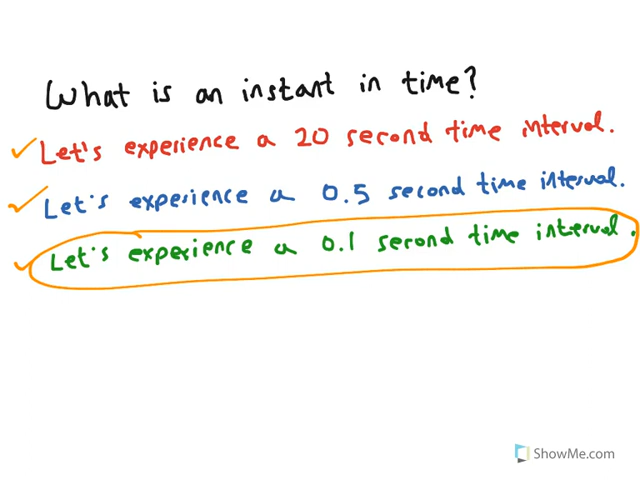 What is an instant in time?
Let's experience a 20 second time interval.
Let's experience a 0.5 second time interval.
Let's experience a 0.1 second time interval.
ShowMe.com